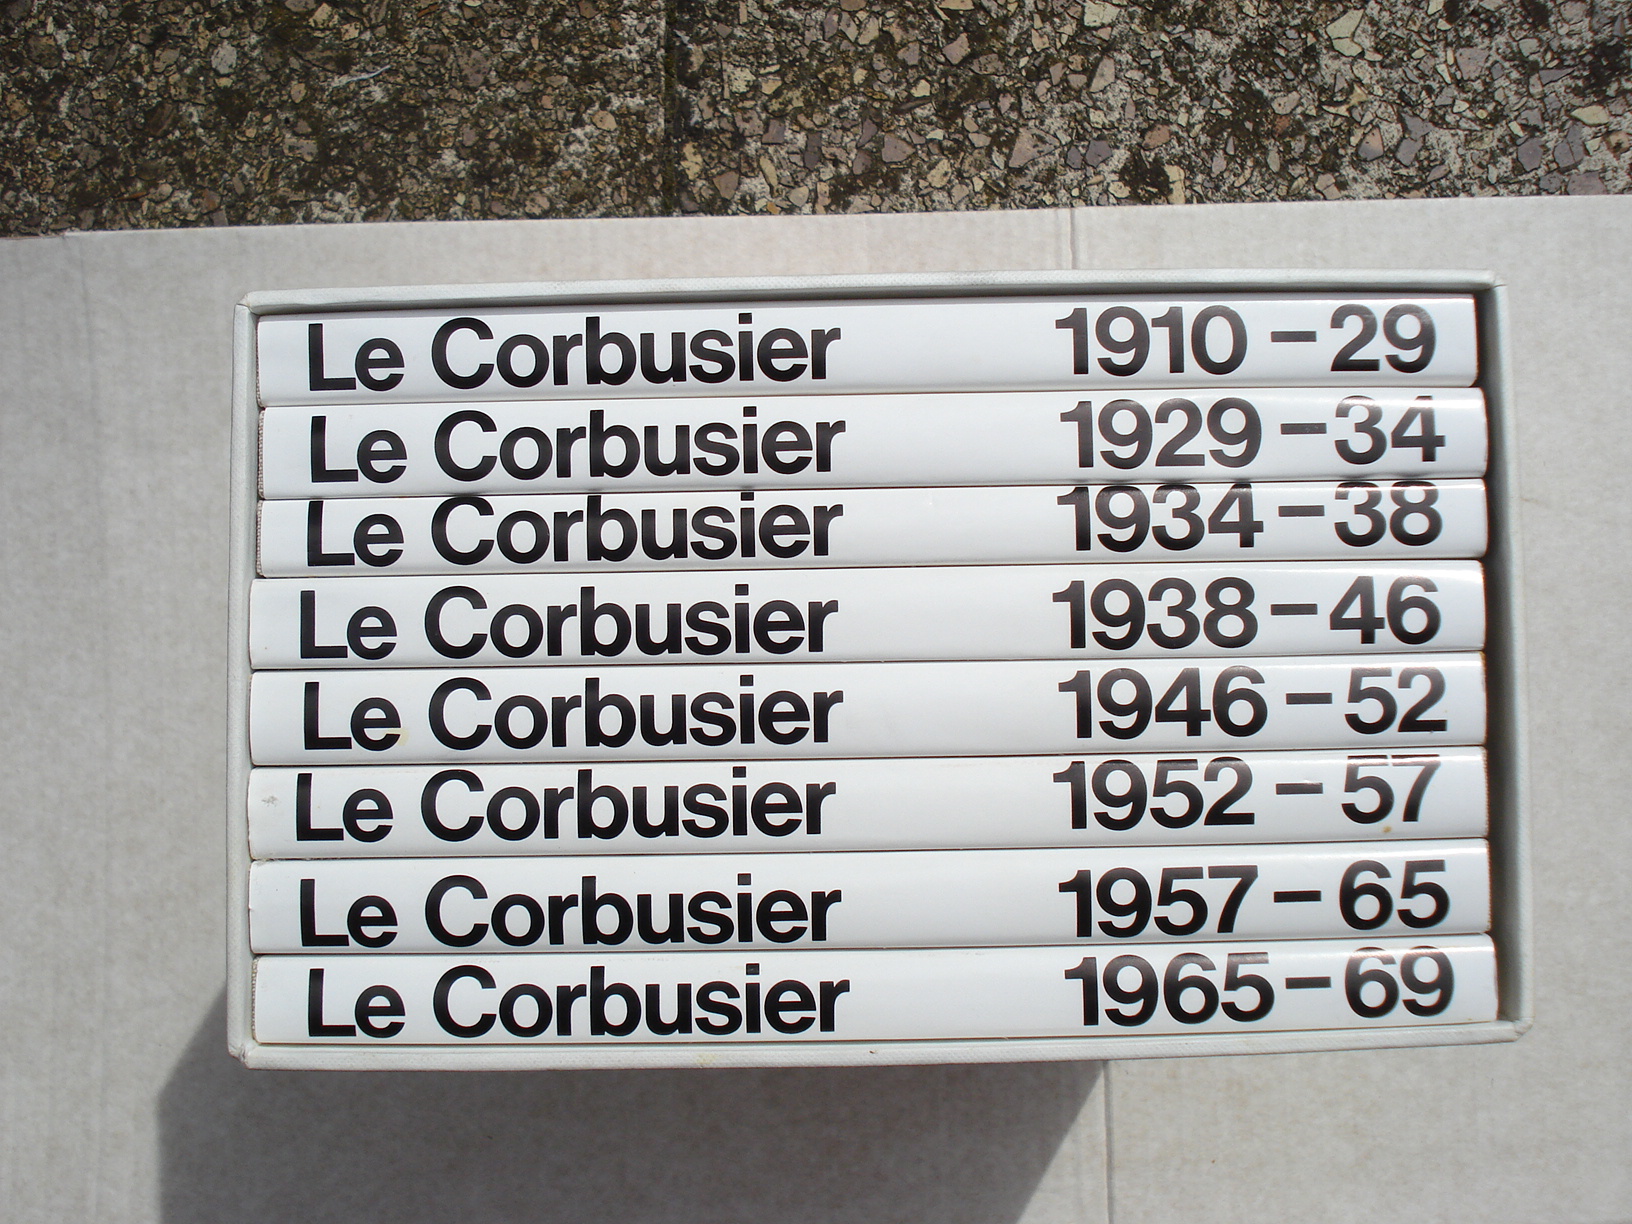 Le Corbusier 1910 – 29
Le Corbusier 1929 – 34
Le Corbusier 1934 – 38
Le Corbusier 1938 – 46
Le Corbusier 1946 – 52
Le Corbusier 1952 – 57
Le Corbusier 1957 – 65
Le Corbusier 1965 – 69